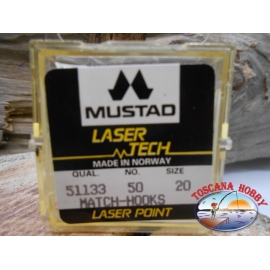 MUSTAD
LASER
TECH
MADE IN NORWAY
QUAL. NO. SIZE
51133 50 20
MATCH-HOOKS
LASER POINT
TOSCANA HOBBY